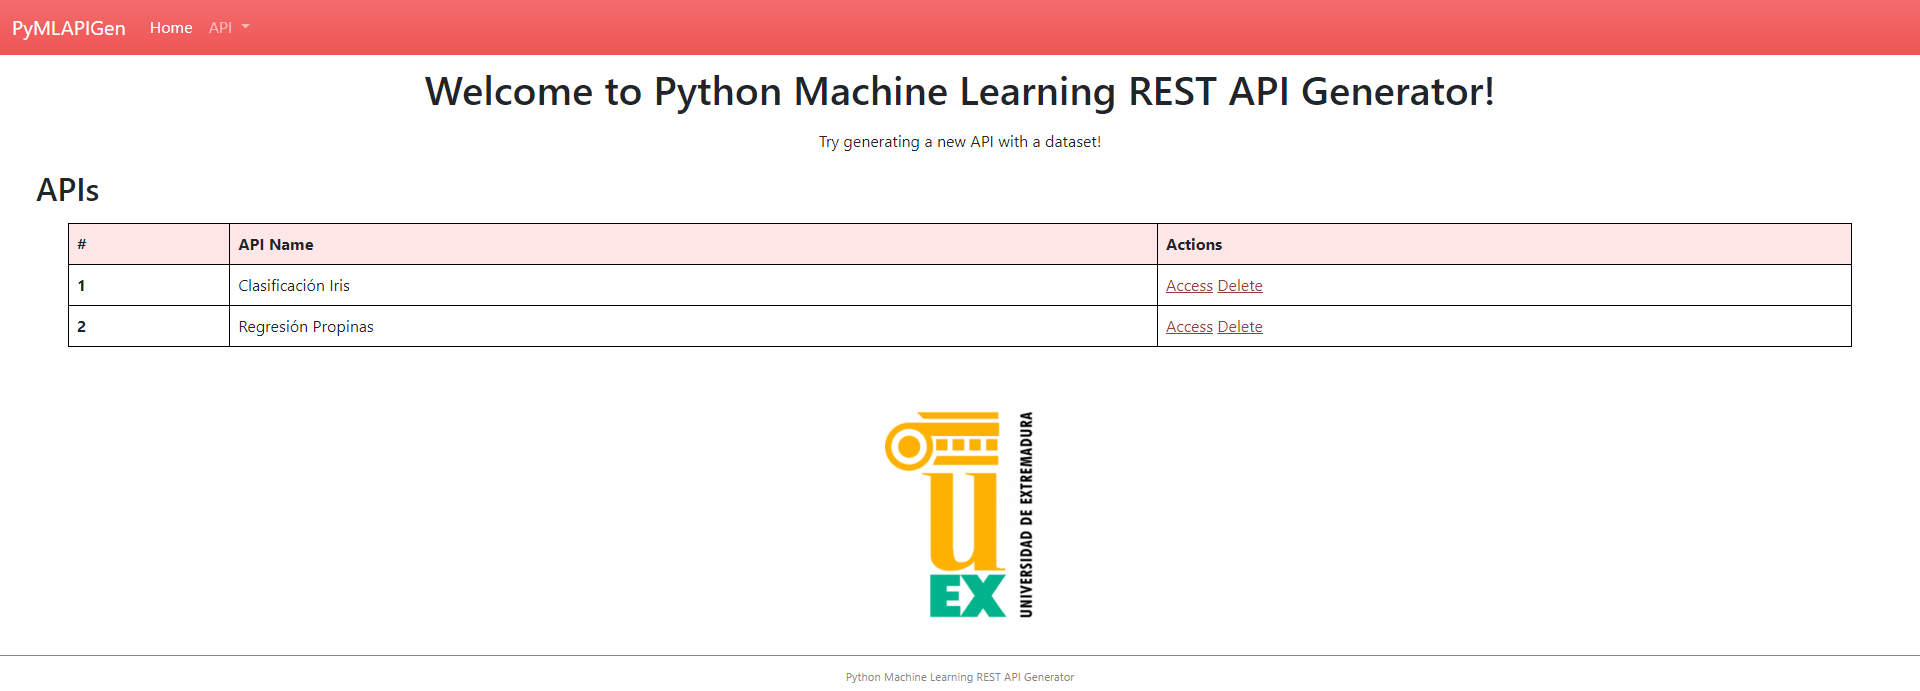 PyMLAPIGen Home API
Welcome to Python Machine Learning REST API Generator!
Try generating a new API with a dataset!
APIs
# API Name Actions
1 Clasificación Iris Access Delete
2 Regresión Propinas Access Delete
u
EX
UNIVERSIDAD DE EXTREMADURA
Python Machine Learning REST API Generator